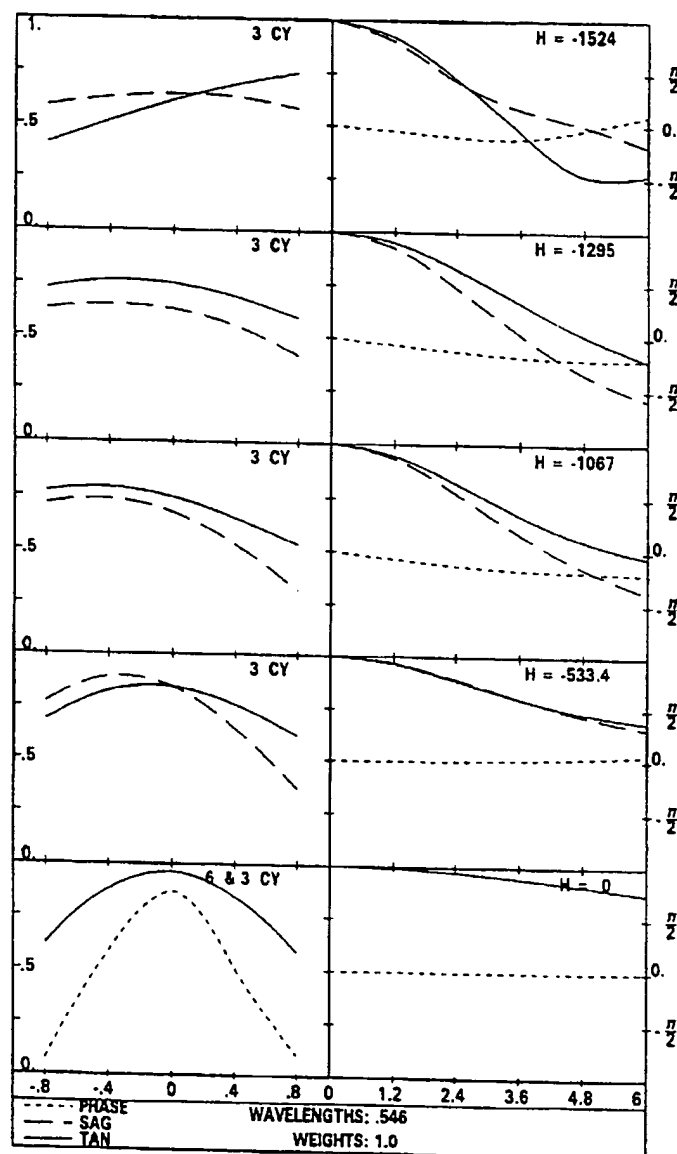 1. 3 CY H = -1524 π/2
.5 0.
0. -π/2
3 CY H = -1295 π/2
.5 0.
0. -π/2
3 CY H = -1067 π/2
.5 0.
0. -π/2
3 CY H = -533.4 π/2
.5 0.
0. -π/2
6 & 3 CY H = 0 π/2
.5 0.
0. -π/2
-.8 -.4 0 .4 .8 0 1.2 2.4 3.6 4.8 6
PHASE WAVELENGTHS: .546
SAG
TAN WEIGHTS: 1.0